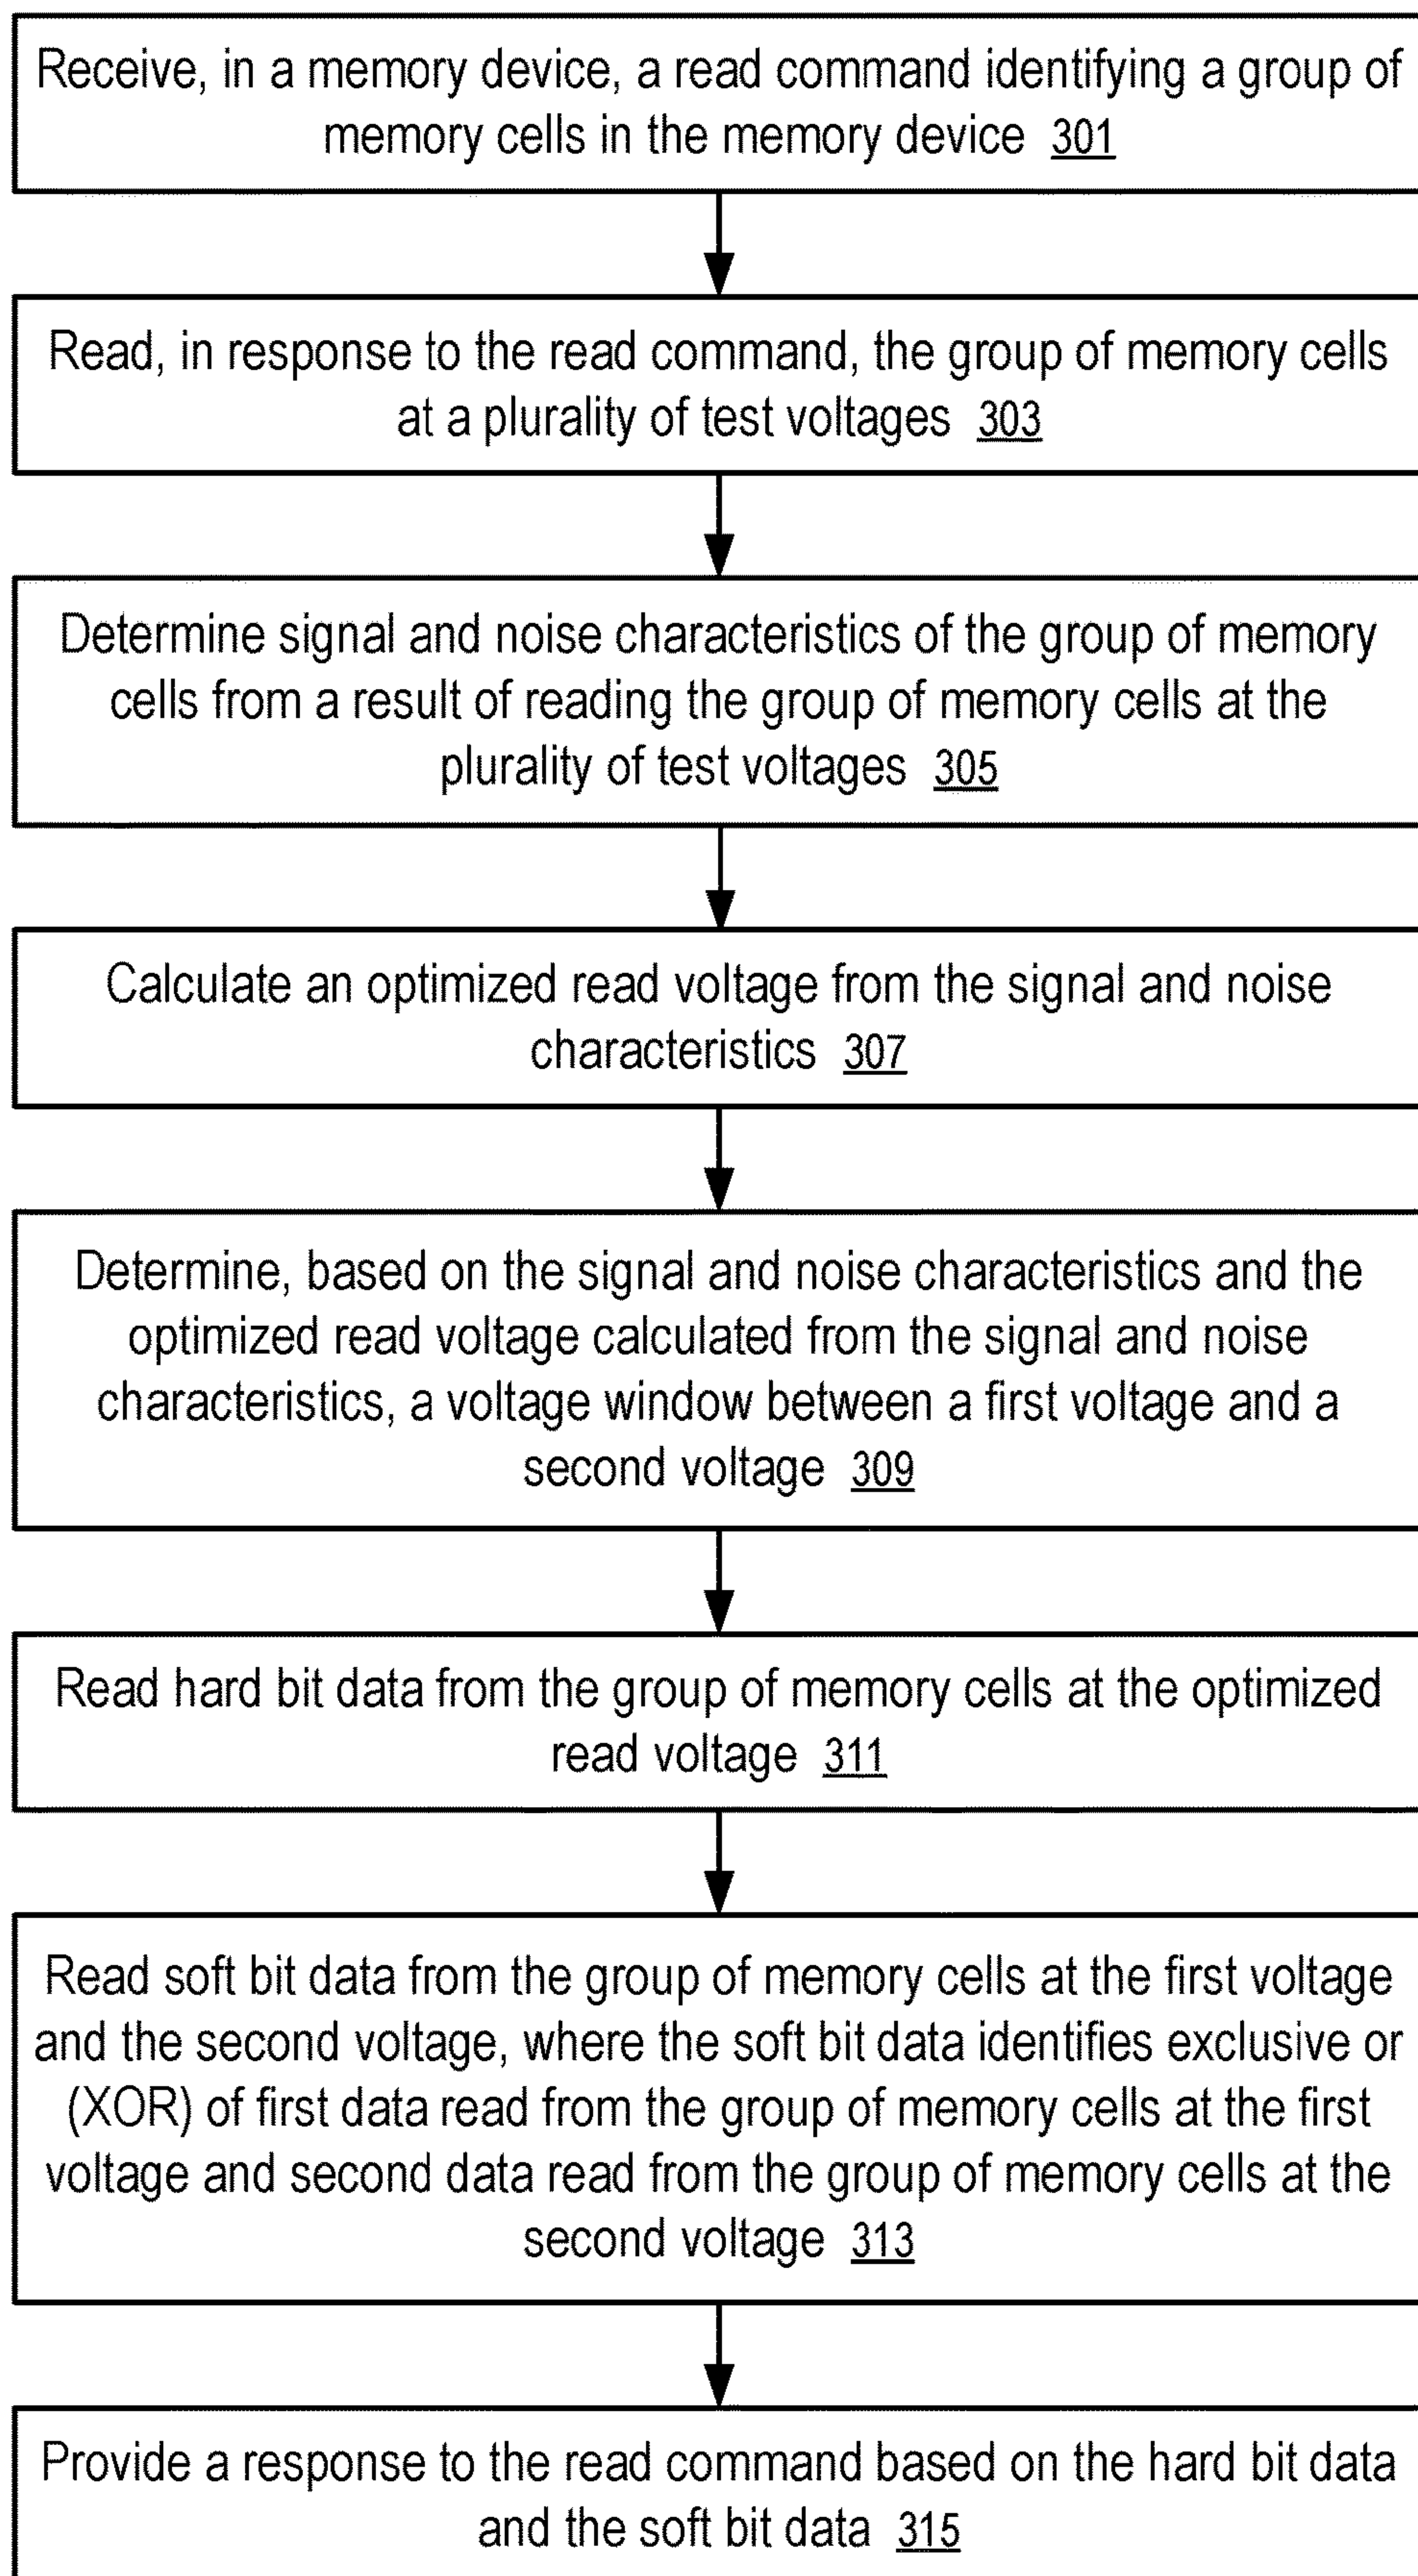 Receive, in a memory device, a read command identifying a group of
memory cells in the memory device 301
Read, in response to the read command, the group of memory cells
at a plurality of test voltages 303
Determine signal and noise characteristics of the group of memory
cells from a result of reading the group of memory cells at the
plurality of test voltages 305
Calculate an optimized read voltage from the signal and noise
characteristics 307
Determine, based on the signal and noise characteristics and the
optimized read voltage calculated from the signal and noise
characteristics, a voltage window between a first voltage and a
second voltage 309
Read hard bit data from the group of memory cells at the optimized
read voltage 311
Read soft bit data from the group of memory cells at the first voltage
and the second voltage, where the soft bit data identifies exclusive or
(XOR) of first data read from the group of memory cells at the first
voltage and second data read from the group of memory cells at the
second voltage 313
Provide a response to the read command based on the hard bit data
and the soft bit data 315